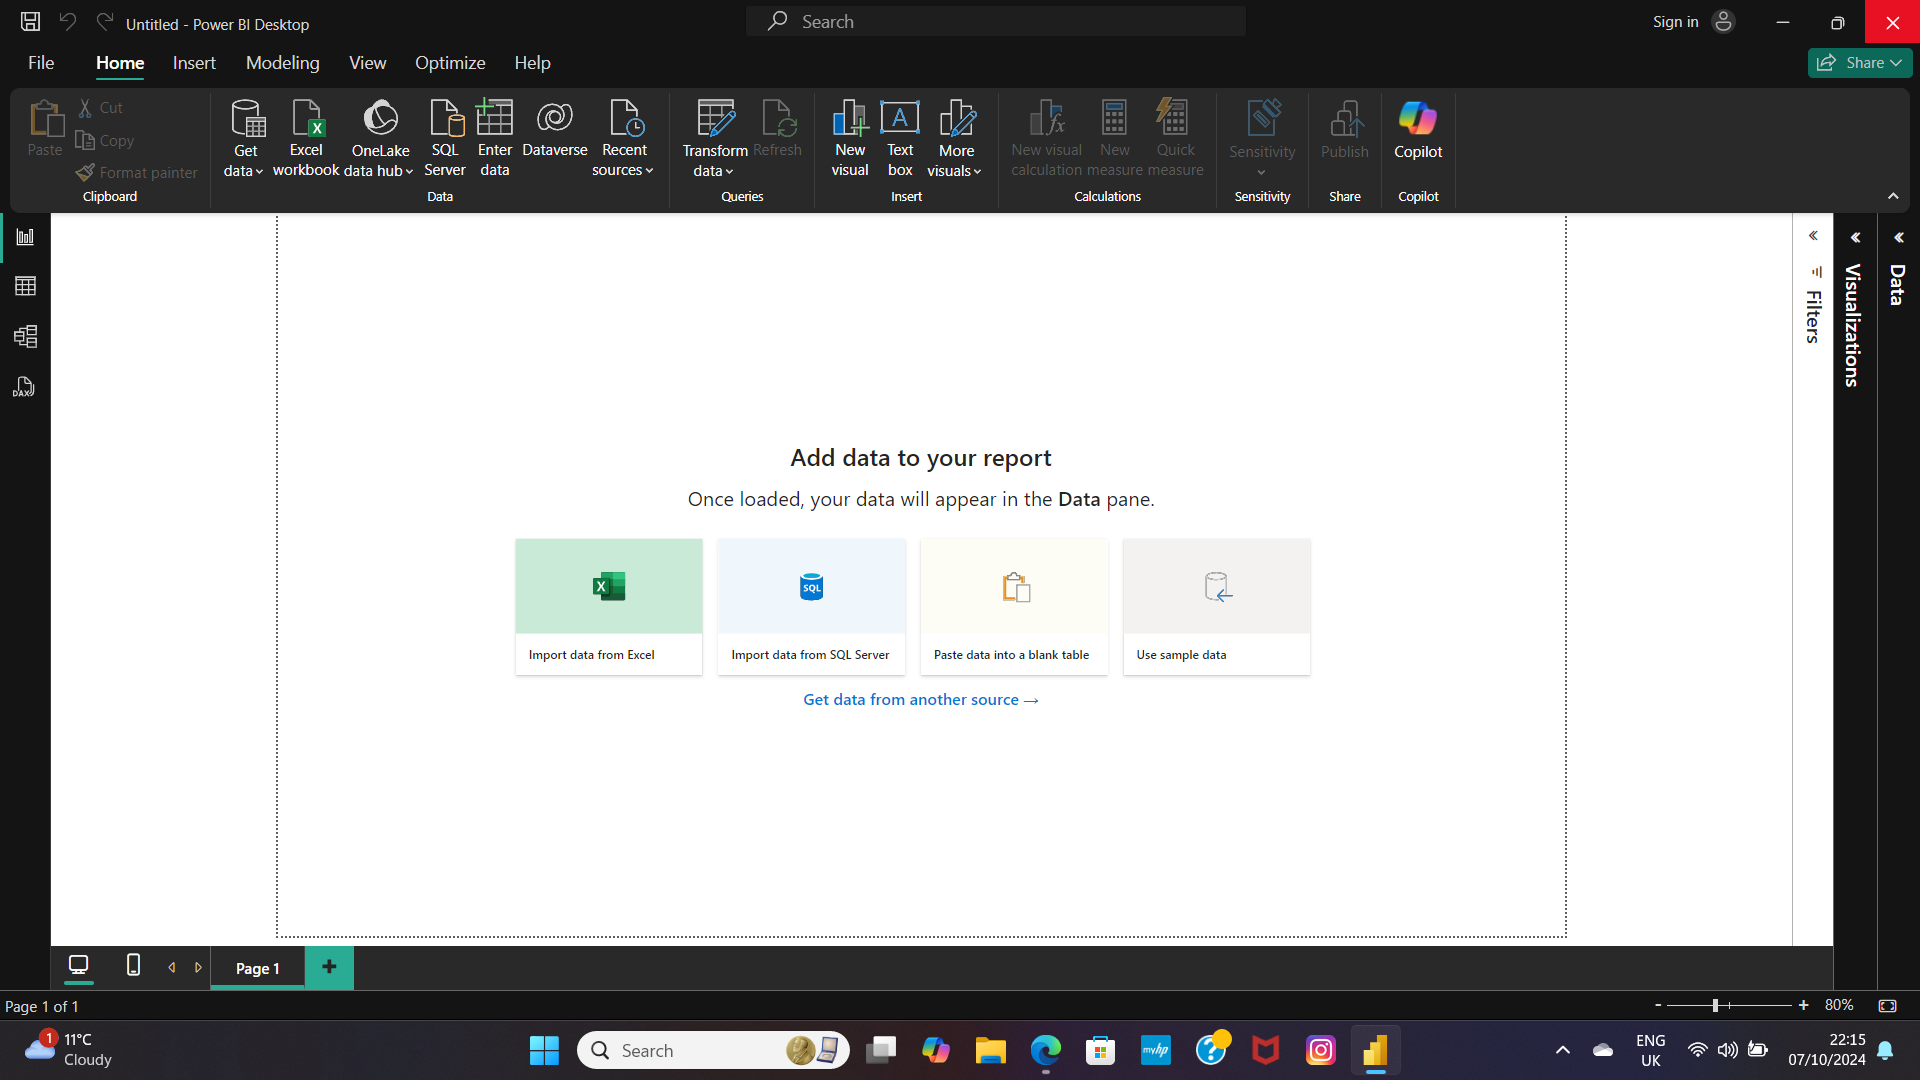 Untitled - Power BI Desktop
Search
Sign in
File
Home
Insert
Modeling
View
Optimize
Help
Share
Paste
Cut
Copy
Format painter
Clipboard
Get
data
Excel
workbook
OneLake
data hub
SQL
Server
Enter
data
Dataverse
Recent
sources
Data
Transform
data
Refresh
Queries
New
visual
A
Text
box
More
visuals
Insert
New visual
calculation
New
measure
Quick
measure
Calculations
Sensitivity
Sensitivity
Publish
Share
Copilot
Copilot
DAX
Filters
Visualizations
Data
Add data to your report
Once loaded, your data will appear in the Data pane.
X
SQL
Import data from Excel
Import data from SQL Server
Paste data into a blank table
Use sample data
Get data from another source →
Page 1
+
Page 1 of 1
- + 80%
1
11°C
Cloudy
Search
myhp
?
ENG
UK
22:15
07/10/2024